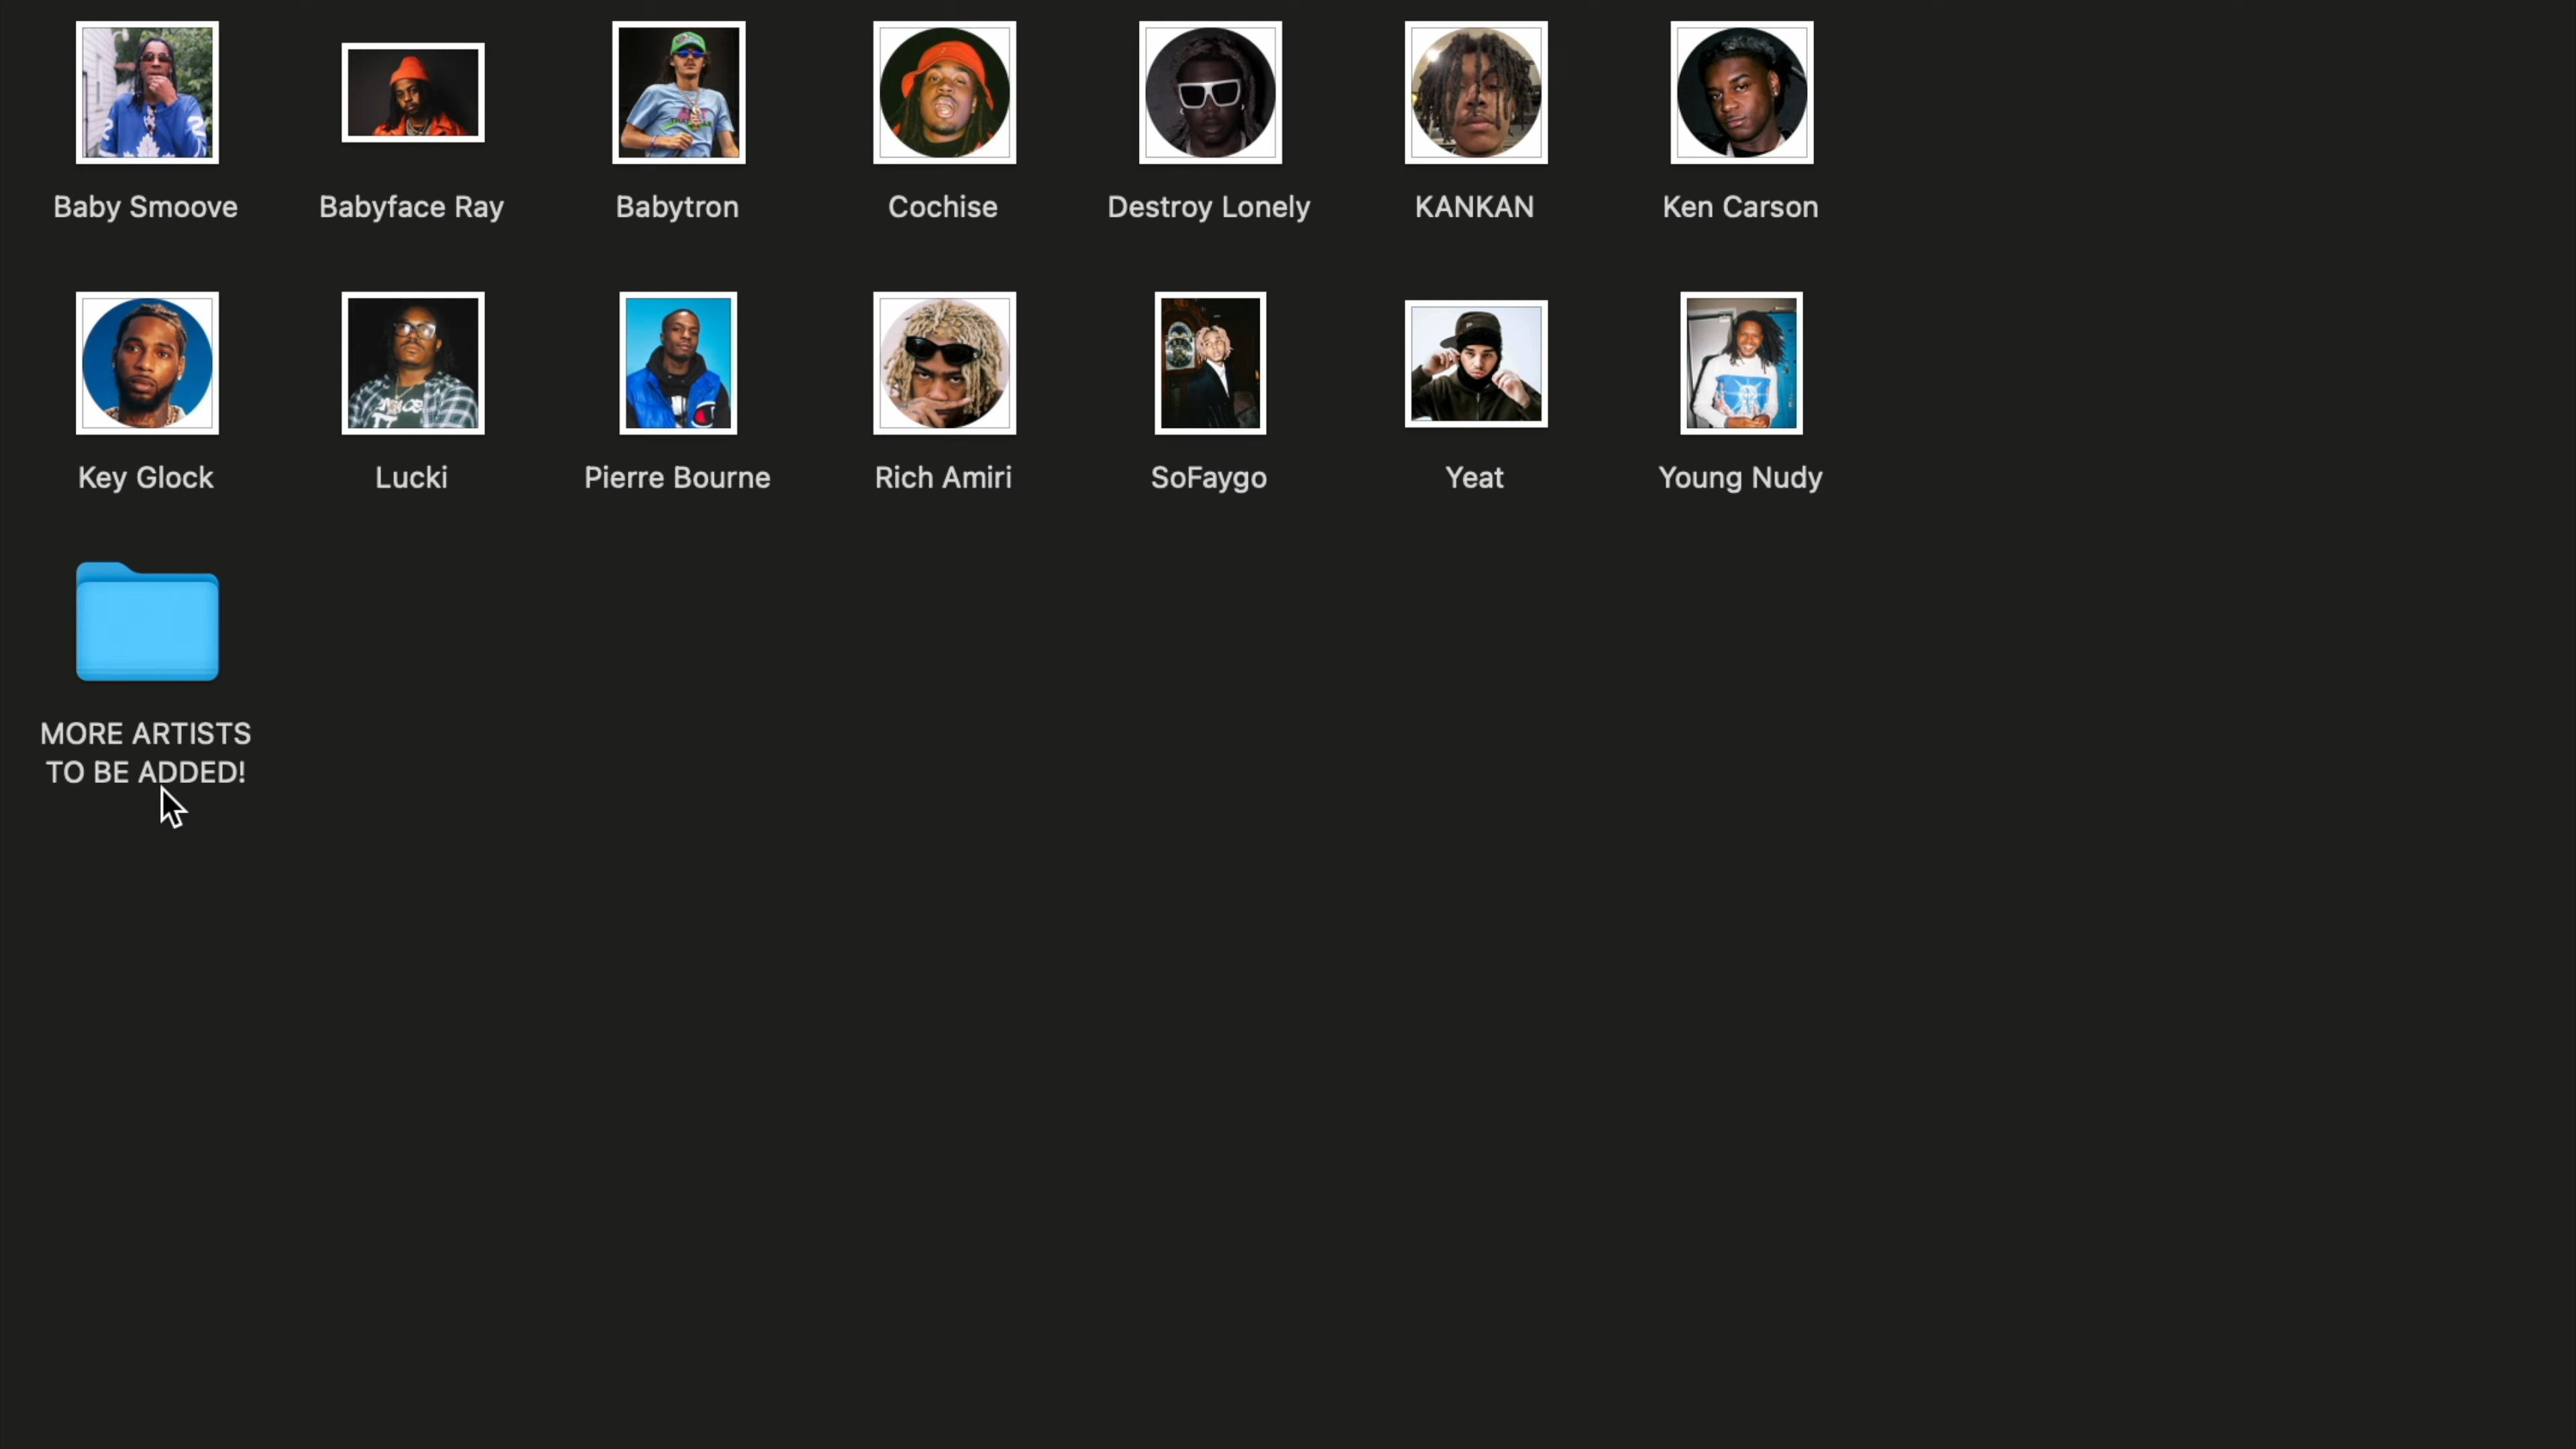 Baby Smoove
Babyface Ray
Babytron
Cochise
Destroy Lonely
KANKAN
Ken Carson
Key Glock
Lucki
Pierre Bourne
Rich Amiri
SoFaygo
Yeat
Young Nudy
MORE ARTISTS
TO BE ADDED!